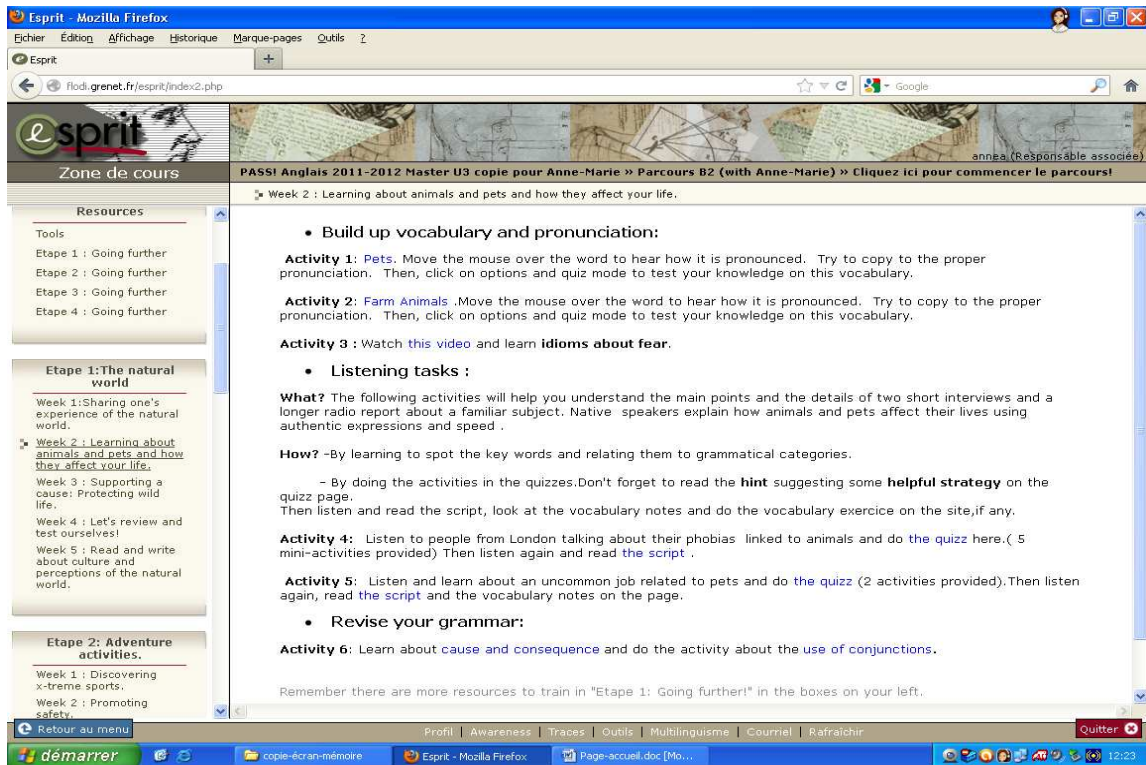 Esprit - Mozilla Firefox
Fichier Édition Affichage Historique Marque-pages Outils ?
Esprit
+
flodi.grenet.fr/esprit/index2.php
Google
esprit
annea (Responsable associée)
Zone de cours
PASS! Anglais 2011-2012 Master U3 copie pour Anne-Marie » Parcours B2 (with Anne-Marie) » Cliquez ici pour commencer le parcours!
Week 2 : Learning about animals and pets and how they affect your life.
Resources
Tools
Etape 1 : Going further
Etape 2 : Going further
Etape 3 : Going further
Etape 4 : Going further
Etape 1:The natural
world
Week 1:Sharing one's
experience of the natural
world.
Week 2 : Learning about
animals and pets and how
they affect your life.
Week 3 : Supporting a
cause: Protecting wild
life.
Week 4 : Let's review and
test ourselves!
Week 5 : Read and write
about culture and
perceptions of the natural
world.
Etape 2: Adventure
activities.
Week 1 : Discovering
x-treme sports.
Week 2 : Promoting
safety.
• Build up vocabulary and pronunciation:
Activity 1: Pets. Move the mouse over the word to hear how it is pronounced. Try to copy to the proper
pronunciation. Then, click on options and quiz mode to test your knowledge on this vocabulary.
Activity 2: Farm Animals .Move the mouse over the word to hear how it is pronounced. Try to copy to the proper
pronunciation. Then, click on options and quiz mode to test your knowledge on this vocabulary.
Activity 3 : Watch this video and learn idioms about fear.
• Listening tasks :
What? The following activities will help you understand the main points and the details of two short interviews and a
longer radio report about a familiar subject. Native speakers explain how animals and pets affect their lives using
authentic expressions and speed .
How? -By learning to spot the key words and relating them to grammatical categories.
- By doing the activities in the quizzes.Don't forget to read the hint suggesting some helpful strategy on the
quizz page.
Then listen and read the script, look at the vocabulary notes and do the vocabulary exercice on the site,if any.
Activity 4: Listen to people from London talking about their phobias linked to animals and do the quizz here.( 5
mini-activities provided) Then listen again and read the script .
Activity 5: Listen and learn about an uncommon job related to pets and do the quizz (2 activities provided).Then listen
again, read the script and the vocabulary notes on the page.
• Revise your grammar:
Activity 6: Learn about cause and consequence and do the activity about the use of conjunctions.
Remember there are more resources to train in "Etape 1: Going further!" in the boxes on your left.
Retour au menu
Profil | Awareness | Traces | Outils | Multilinguisme | Courriel | Rafraîchir
Quitter
démarrer
copie-écran-mémoire
Esprit - Mozilla Firefox
Page-accueil.doc [Mo...
12:23